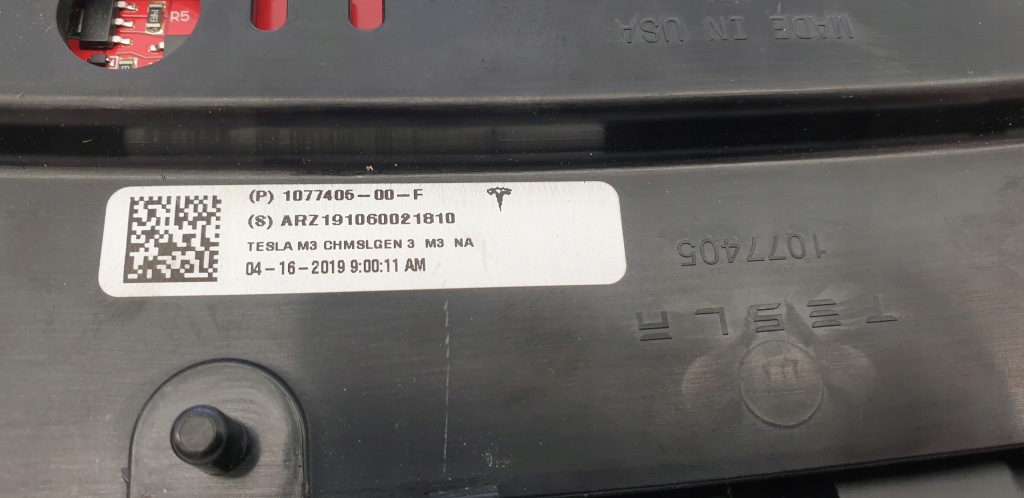 R5
MADE IN USA
(P) 1077405-00-F
(S) ARZ191060021810
TESLA M3 CHMSLGEN 3 M3 NA
04-16-2019 9:00:11 AM
1077405
TESLA